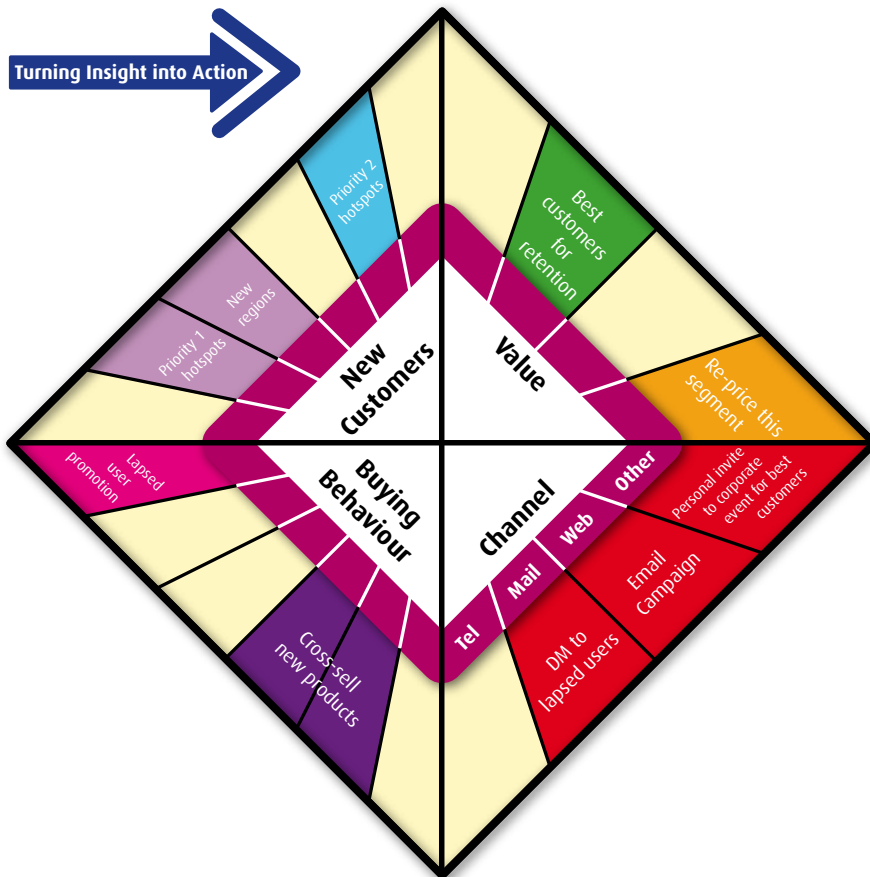 Turning Insight into Action
Priority 2
hotspots
New
regions
Priority 1
hotspots
New
Customers
Value
Best
customers
for
retention
Re-price this
segment
Lapsed
user
promotion
Buying
Behaviour
Cross-sell
new products
Channel
Tel
Mail
Web
Other
DM to
lapsed users
Email
Campaign
Personal invite
to corporate
event for best
customers